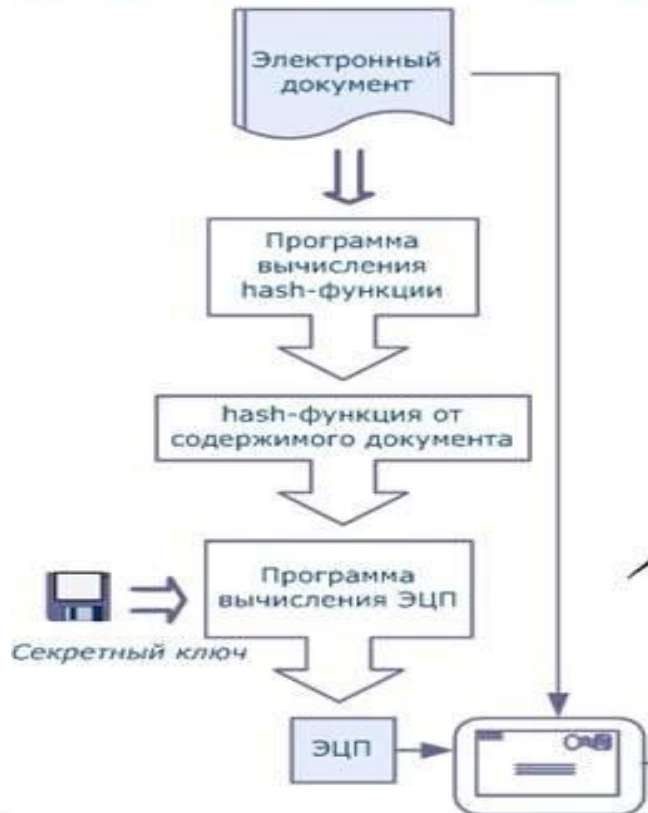 Электронный
документ
Программа
вычисления
hash-функции
hash-функция от
содержимого документа
Программа
вычисления ЭЦП
Секретный ключ
ЭЦП